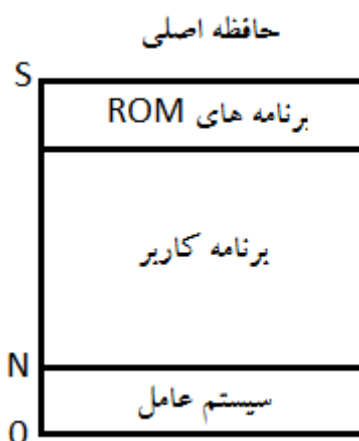 حافظه اصلی
S
برنامه های ROM
برنامه کاربر
N
سیستم عامل
0